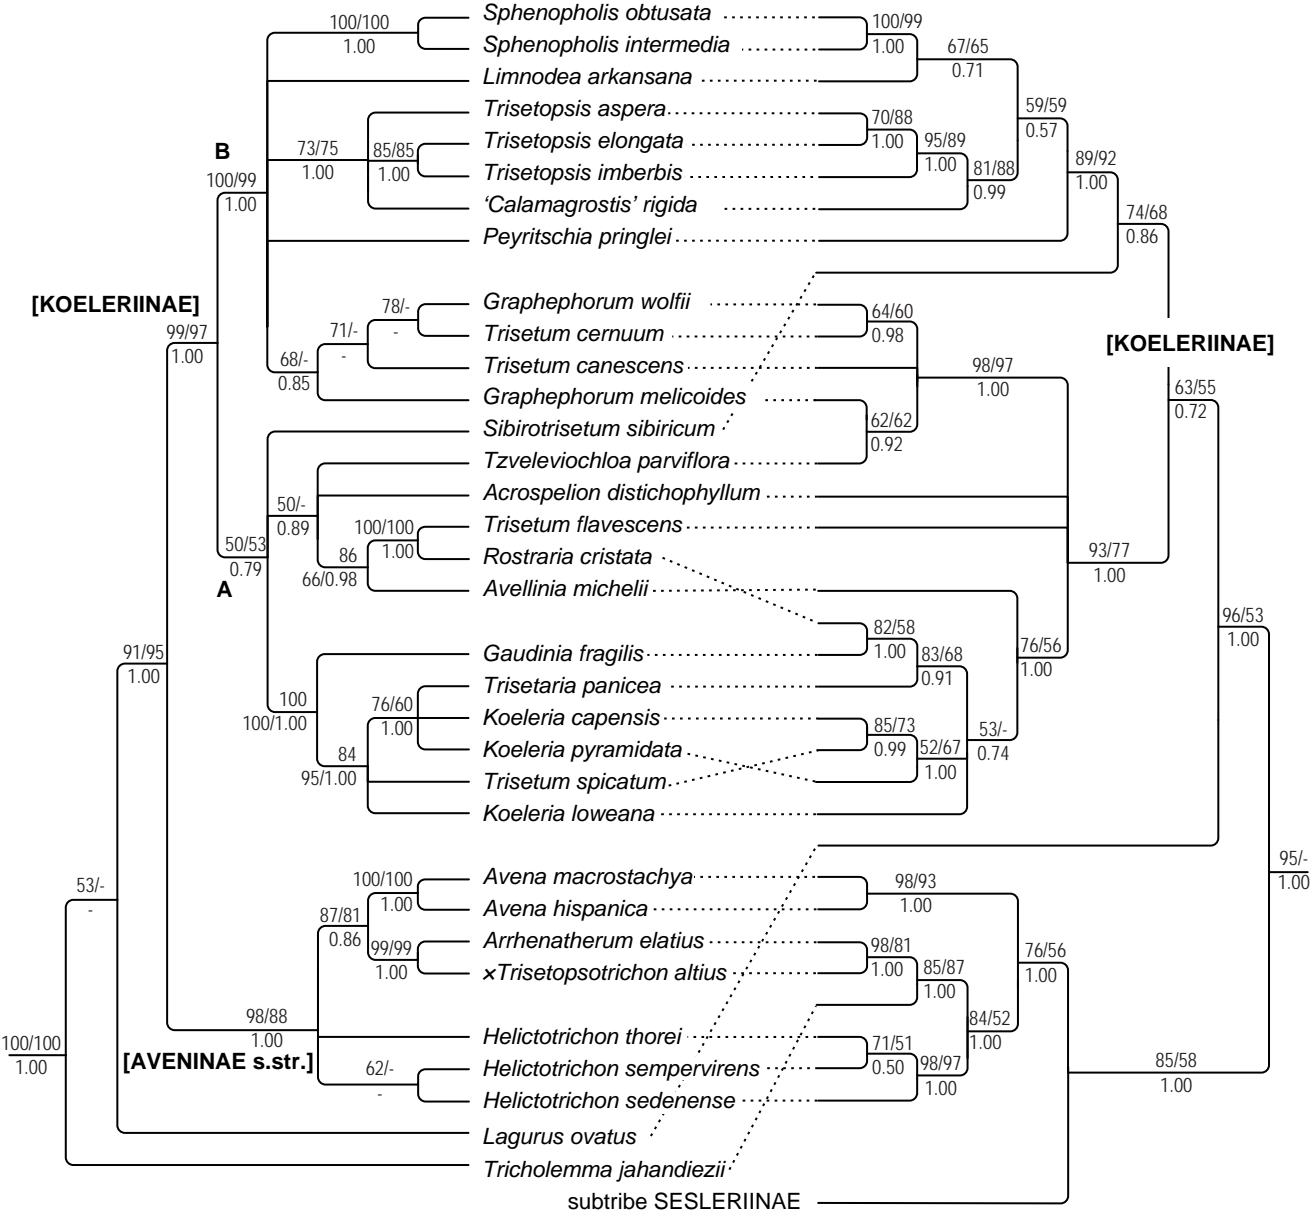 Sphenopholis obtusata
100/100
1.00
100/99
1.00
Sphenopholis intermedia
67/65
0.71
Limnodea arkansana
Trisetopsis aspera
59/59
0.57
70/88
1.00
Trisetopsis elongata
73/75
1.00
85/85
1.00
95/89
1.00
B
89/92
1.00
Trisetopsis imberbis
81/88
0.99
100/99
1.00
‘Calamagrostis’ rigida
74/68
0.86
Peyritschia pringlei
[KOELERIINAE]
Graphephorum wolfii
78/-
-
64/60
0.98
99/97
1.00
71/-
-
Trisetum cernuum
[KOELERIINAE]
68/-
0.85
Trisetum canescens
98/97
1.00
63/55
0.72
Graphephorum melicoides
62/62
0.92
Sibirotrisetum sibiricum
Tzveleviochloa parviflora
Acrospelion distichophyllum
50/-
0.89
100/100
1.00
Trisetum flavescens
50/53
0.79
86
66/0.98
Rostraria cristata
93/77
1.00
A
Avellinia michelii
96/53
1.00
82/58
1.00
91/95
1.00
Gaudinia fragilis
83/68
0.91
76/56
1.00
Trisetaria panicea
100
100/1.00
76/60
1.00
Koeleria capensis
85/73
0.99
53/-
0.74
84
95/1.00
Koeleria pyramidata
52/67
1.00
Trisetum spicatum
Koeleria loweana
53/-
-
100/100
1.00
Avena macrostachya
98/93
1.00
95/-
1.00
87/81
0.86
Avena hispanica
99/99
1.00
Arrhenatherum elatius
98/81
1.00
76/56
1.00
×Trisetopsotrichon altius
85/87
1.00
98/88
1.00
84/52
1.00
100/100
1.00
Helictotrichon thorei
71/51
0.50
[AVENINAE s.str.]
62/-
-
Helictotrichon sempervirens
98/97
1.00
85/58
1.00
Helictotrichon sedenense
Lagurus ovatus
Tricholemma jahandiezii
subtribe SESLERIINAE